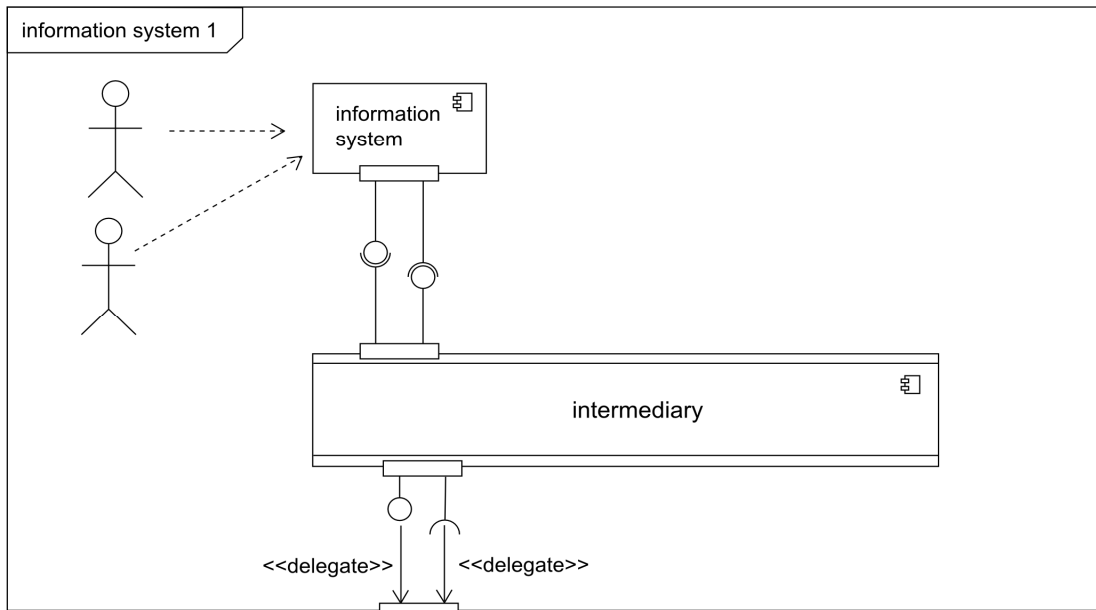 information system 1
information
system
intermediary
<<delegate>> <<delegate>>